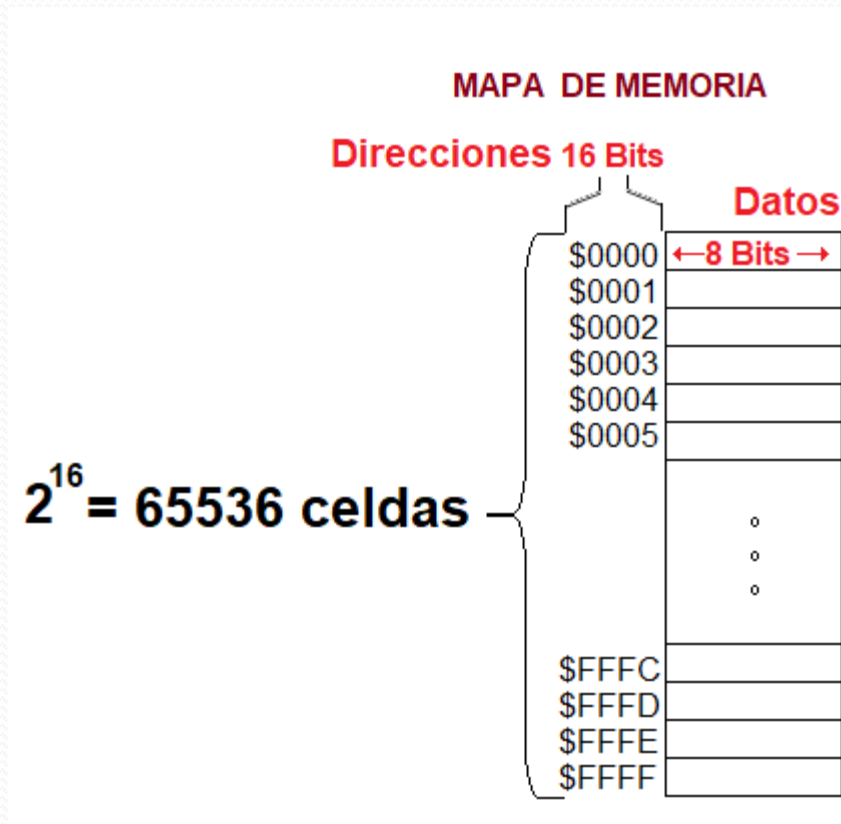 MAPA DE MEMORIA
Direcciones 16 Bits
Datos
$0000 ←8 Bits→
$0001
$0002
$0003
$0004
$0005
2^16 = 65536 celdas
$FFFC
$FFFD
$FFFE
$FFFF